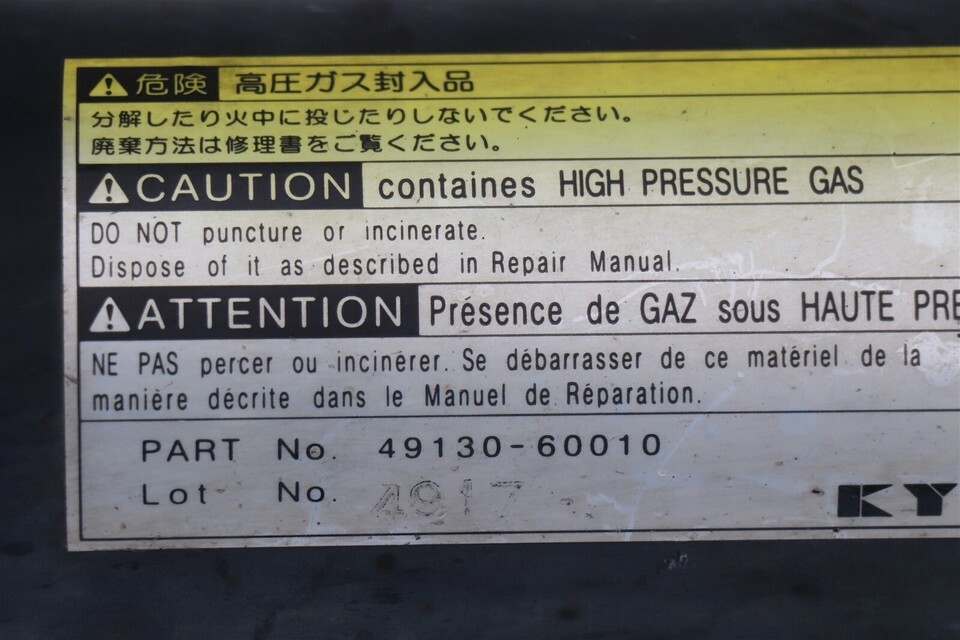 ⚠危険 高圧ガス封入品
分解したり火中に投じたりしないでください。
廃棄方法は修理書をご覧ください。
⚠CAUTION containes HIGH PRESSURE GAS
DO NOT puncture or incinerate.
Dispose of it as described in Repair Manual.
⚠ATTENTION Présence de GAZ sous HAUTE PRE
NE PAS percer ou incinérer. Se débarrasser de ce matériel de la
manière décrite dans le Manuel de Réparation.
PART No. 49130-60010
Lot No. 4917
KY